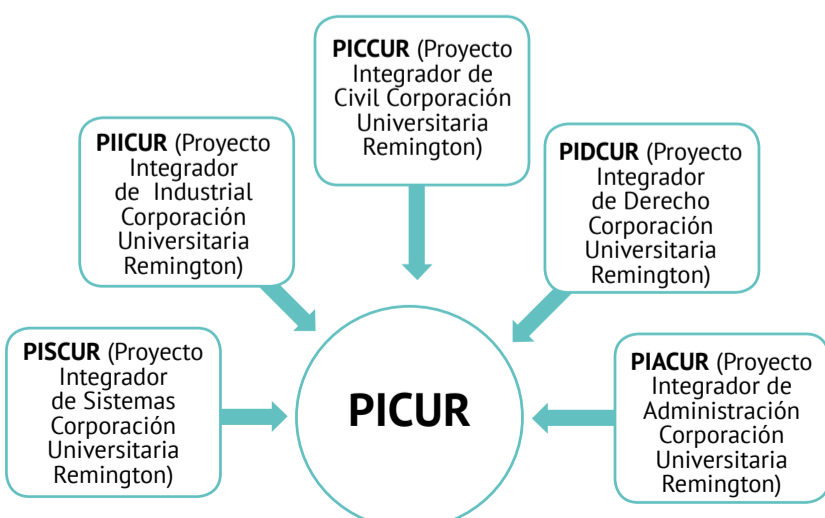 PICCUR (Proyecto
Integrador de
Civil Corporación
Universitaria
Remington)
PIICUR (Proyecto
Integrador
de Industrial
Corporación
Universitaria
Remington)
PIDCUR (Proyecto
Integrador
de Derecho
Corporación
Universitaria
Remington)
PISCUR (Proyecto
Integrador
de Sistemas
Corporación
Universitaria
Remington)
PICUR
PIACUR (Proyecto
Integrador de
Administración
Corporación
Universitaria
Remington)